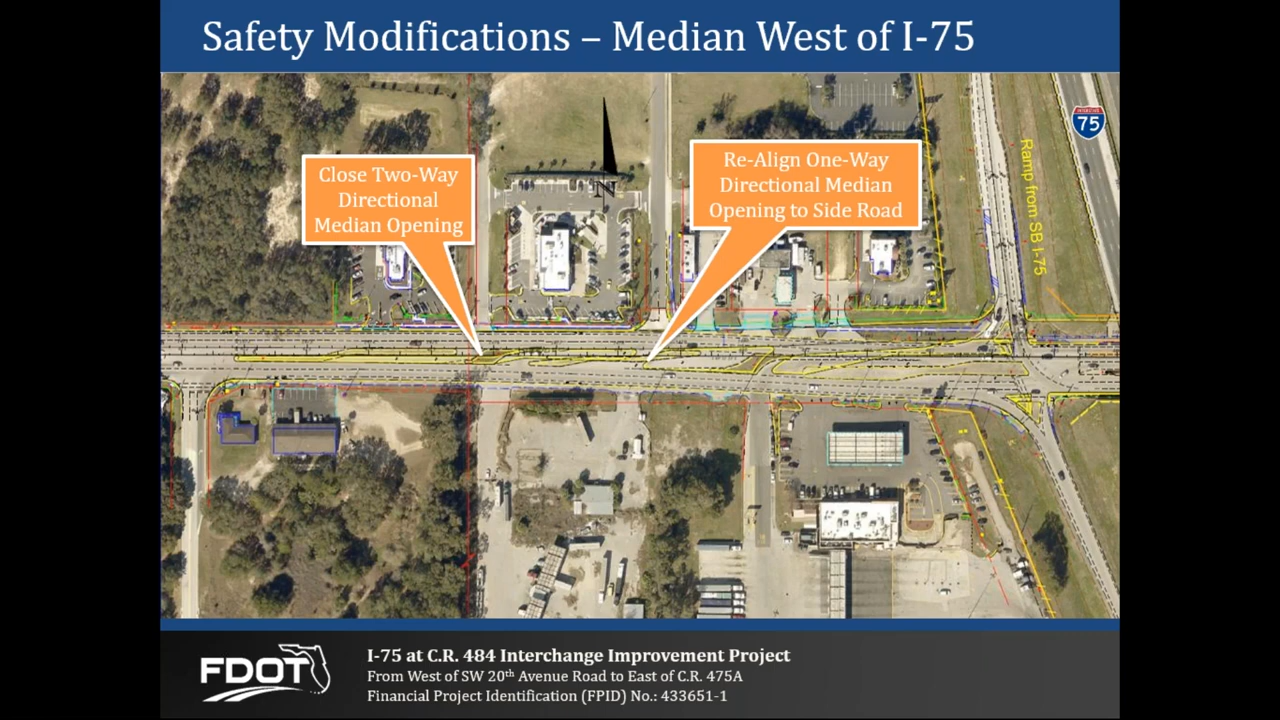 Safety Modifications – Median West of I-75
Close Two-Way
Directional
Median Opening
Re-Align One-Way
Directional Median
Opening to Side Road
N
INTERSTATE
75
Ramp from SB I-75
FDOT
I-75 at C.R. 484 Interchange Improvement Project
From West of SW 20th Avenue Road to East of C.R. 475A
Financial Project Identification (FPID) No.: 433651-1